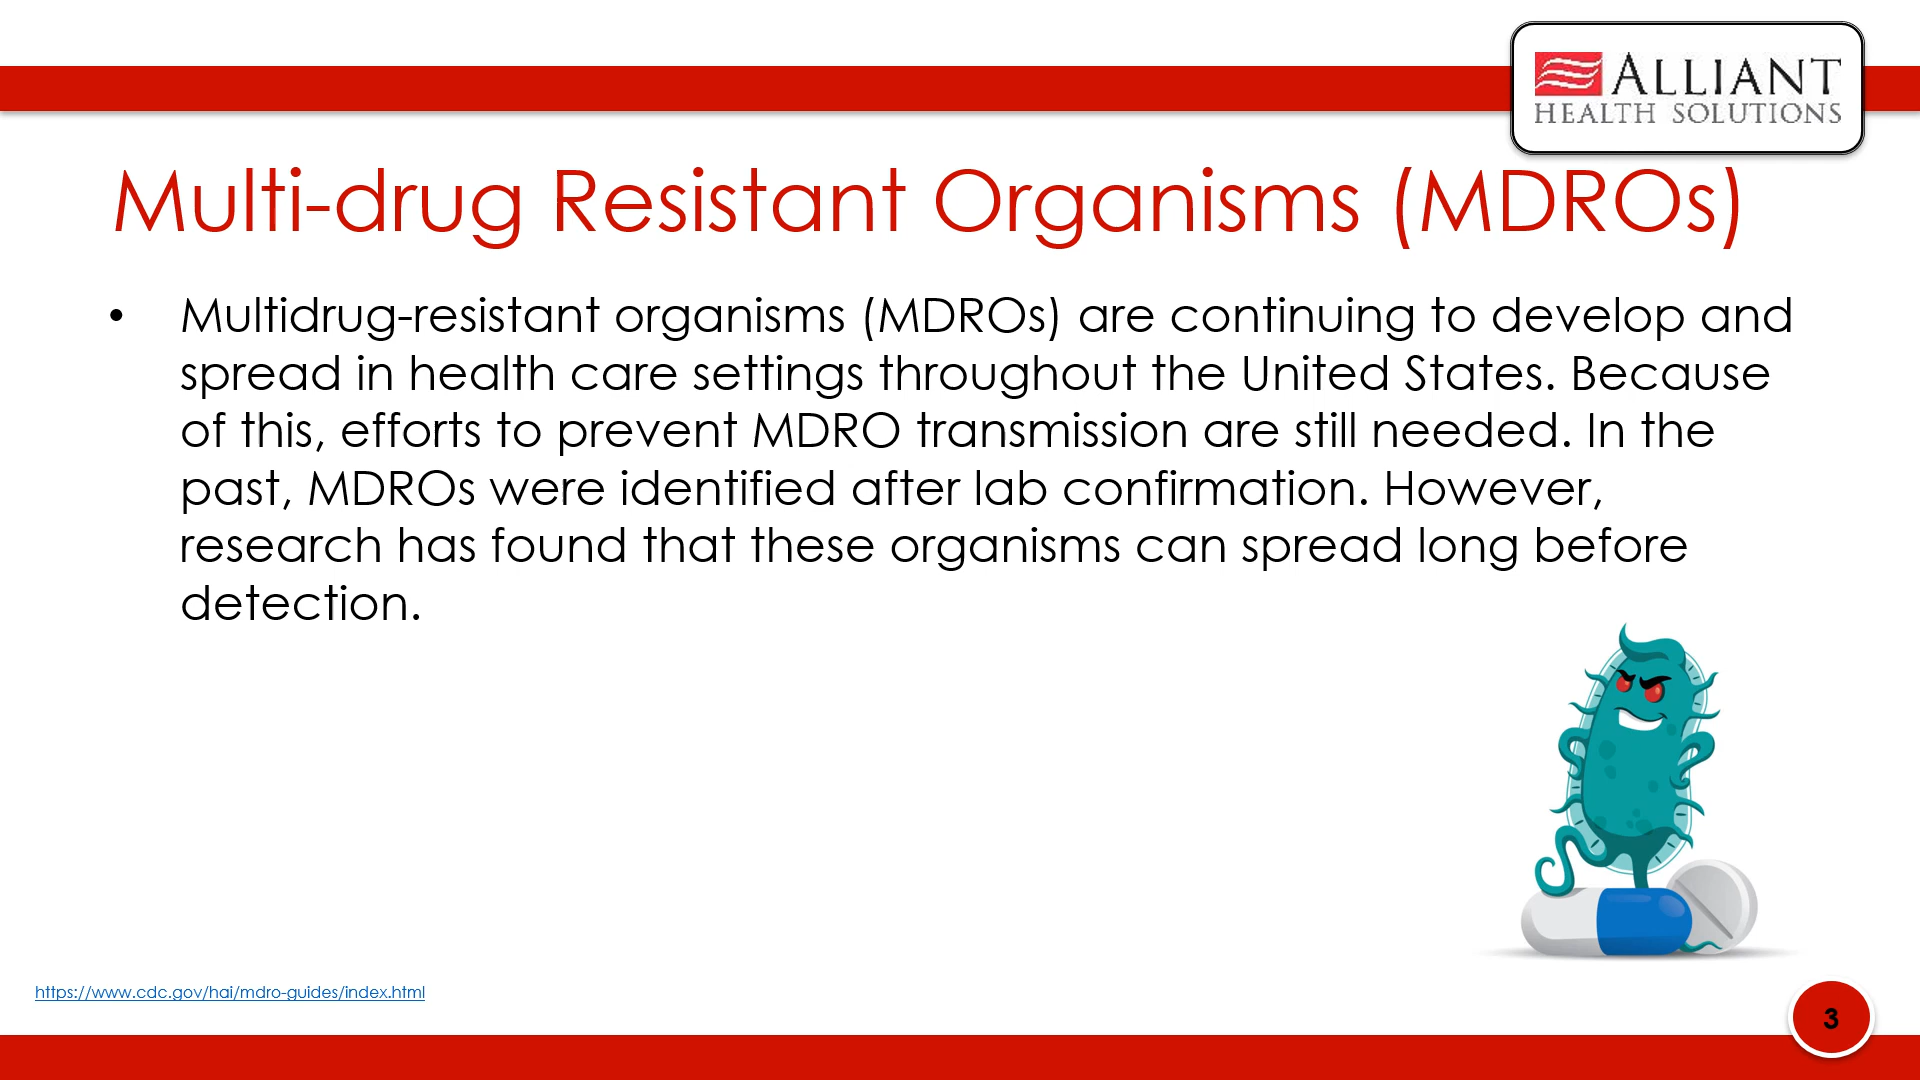 ALLIANT
HEALTH SOLUTIONS
Multi-drug Resistant Organisms (MDROs)
• Multidrug-resistant organisms (MDROs) are continuing to develop and
spread in health care settings throughout the United States. Because
of this, efforts to prevent MDRO transmission are still needed. In the
past, MDROs were identified after lab confirmation. However,
research has found that these organisms can spread long before
detection.
https://www.cdc.gov/hai/mdro-guides/index.html
3